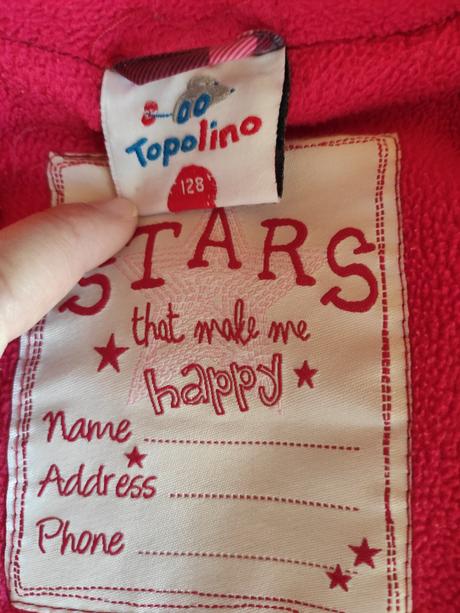 Topolino
128
STARS
that make me
happy
Name
Address
Phone